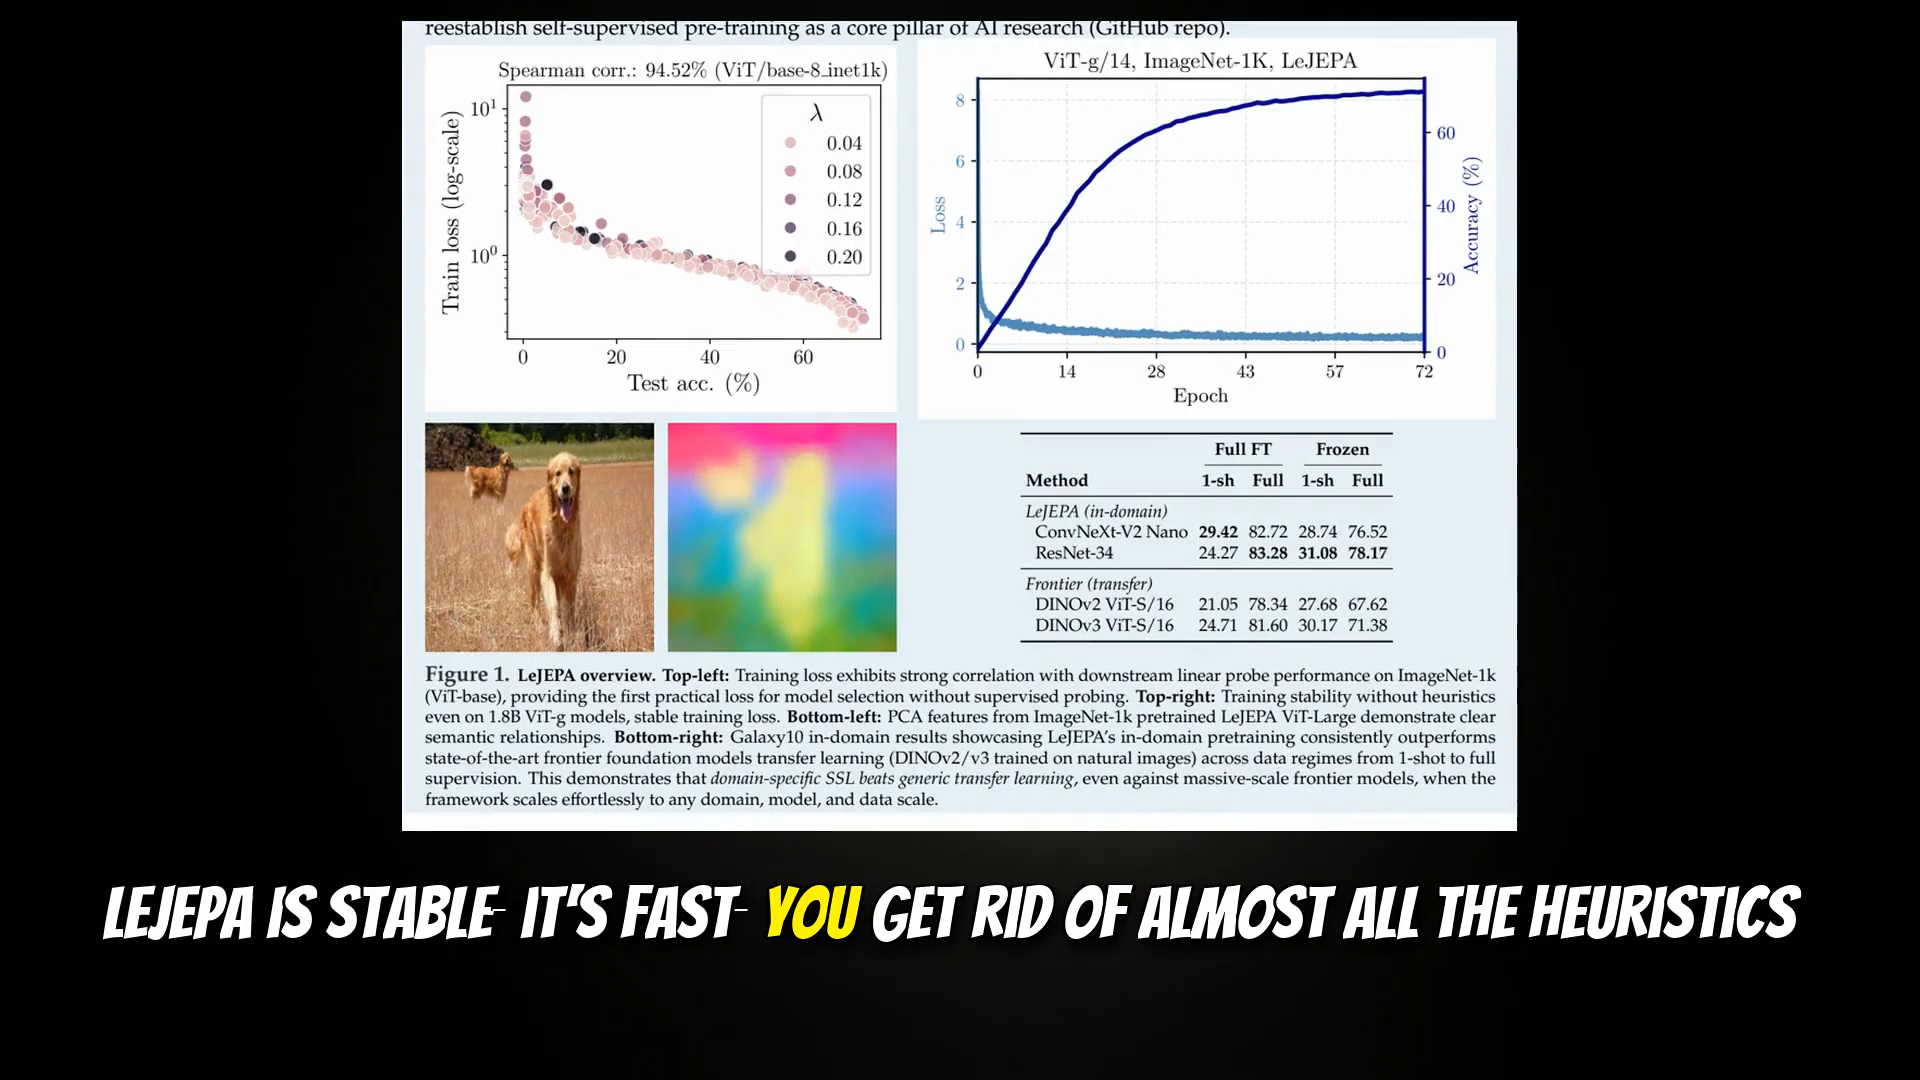 reestablish self-supervised pre-training as a core pillar of AI research (GitHub repo).
Spearman corr.: 94.52% (ViT/base-8_inet1k)
Train loss (log-scale)
10¹
10⁰
λ
0.04
0.08
0.12
0.16
0.20
0 20 40 60
Test acc. (%)
ViT-g/14, ImageNet-1K, LeJEPA
Loss
8
6
4
2
0
60
40
20
0
Accuracy (%)
0 14 28 43 57 72
Epoch
Full FT Frozen
Method 1-sh Full 1-sh Full
LeJEPA (in-domain)
ConvNeXt-V2 Nano 29.42 82.72 28.74 76.52
ResNet-34 24.27 83.28 31.08 78.17
Frontier (transfer)
DINOv2 ViT-S/16 21.05 78.34 27.68 67.62
DINOv3 ViT-S/16 24.71 81.60 30.17 71.38
Figure 1. LeJEPA overview. Top-left: Training loss exhibits strong correlation with downstream linear probe performance on ImageNet-1k
(ViT-base), providing the first practical loss for model selection without supervised probing. Top-right: Training stability without heuristics
even on 1.8B ViT-g models, stable training loss. Bottom-left: PCA features from ImageNet-1k pretrained LeJEPA ViT-Large demonstrate clear
semantic relationships. Bottom-right: Galaxy10 in-domain results showcasing LeJEPA's in-domain pretraining consistently outperforms
state-of-the-art frontier foundation models transfer learning (DINOv2/v3 trained on natural images) across data regimes from 1-shot to full
supervision. This demonstrates that domain-specific SSL beats generic transfer learning, even against massive-scale frontier models, when the
framework scales effortlessly to any domain, model, and data scale.
LEJEPA IS STABLE- IT'S FAST- YOU GET RID OF ALMOST ALL THE HEURISTICS